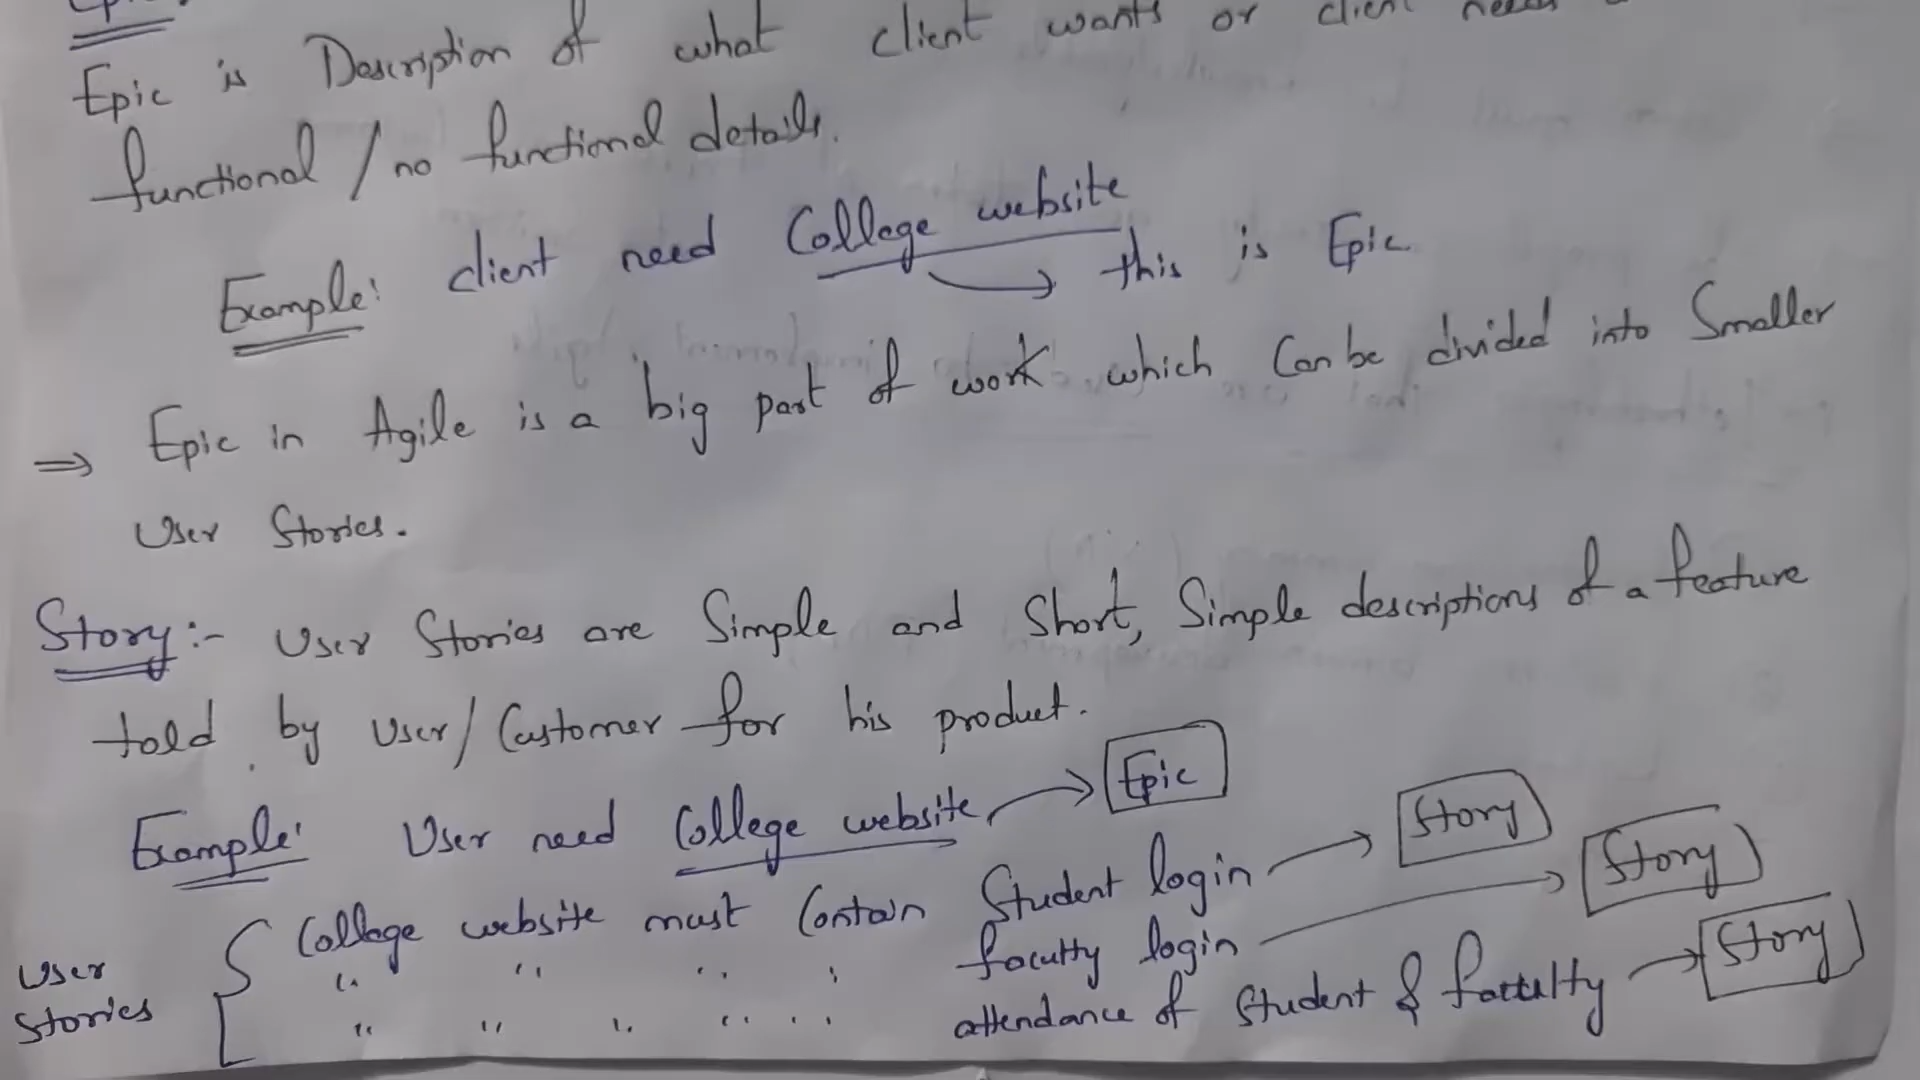 Epic is Description of what client wants or client need
functional / no functional details.
Example: client need College website
→ this is Epic.
⇒ Epic in Agile is a big part of work which Can be divided into Smaller
User Stories.
Story:- User Stories are Simple and Short, Simple descriptions of a feature
told by User/Customer for his product.
Example: User need College website → Epic
User Stories { College website must Contain Student login → Story
" " " " faculty login → Story
" " " " " " attendance of Student & facculty → Story